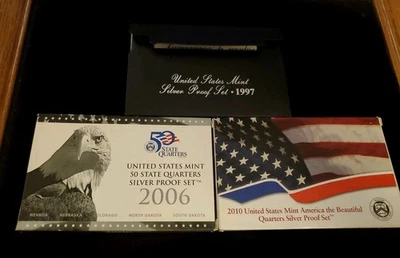 United States Mint
Silver Proof Set • 1997
50
STATE
QUARTERS
UNITED STATES MINT
50 STATE QUARTERS
SILVER PROOF SET™
2006
NEVADA NEBRASKA COLORADO NORTH DAKOTA SOUTH DAKOTA
2010 United States Mint America the Beautiful
Quarters Silver Proof Set™